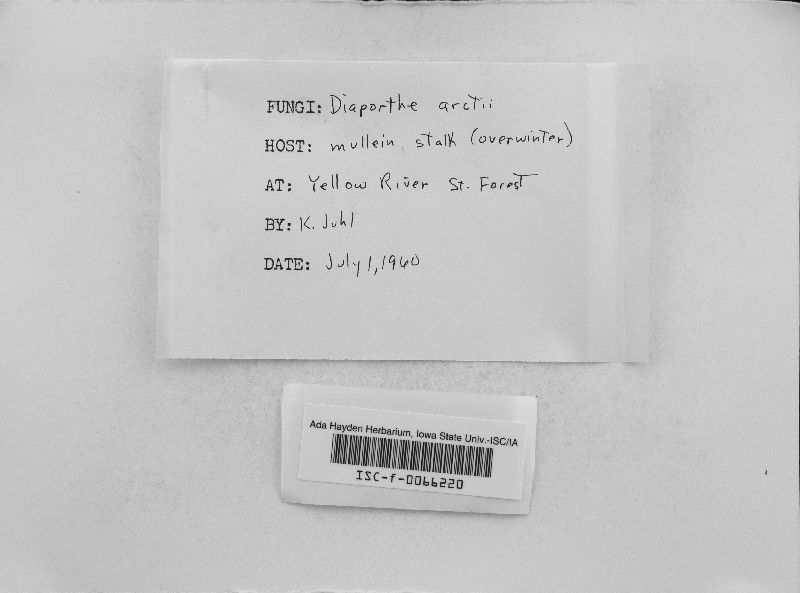 FUNGI: Diaporthe arctii
HOST: mullein stalk (overwinter)
AT: Yellow River St. Forest
BY: K. Juhl
DATE: July 1, 1960
Ada Hayden Herbarium, Iowa State Univ.-ISC/IA
ISC-f-0066220